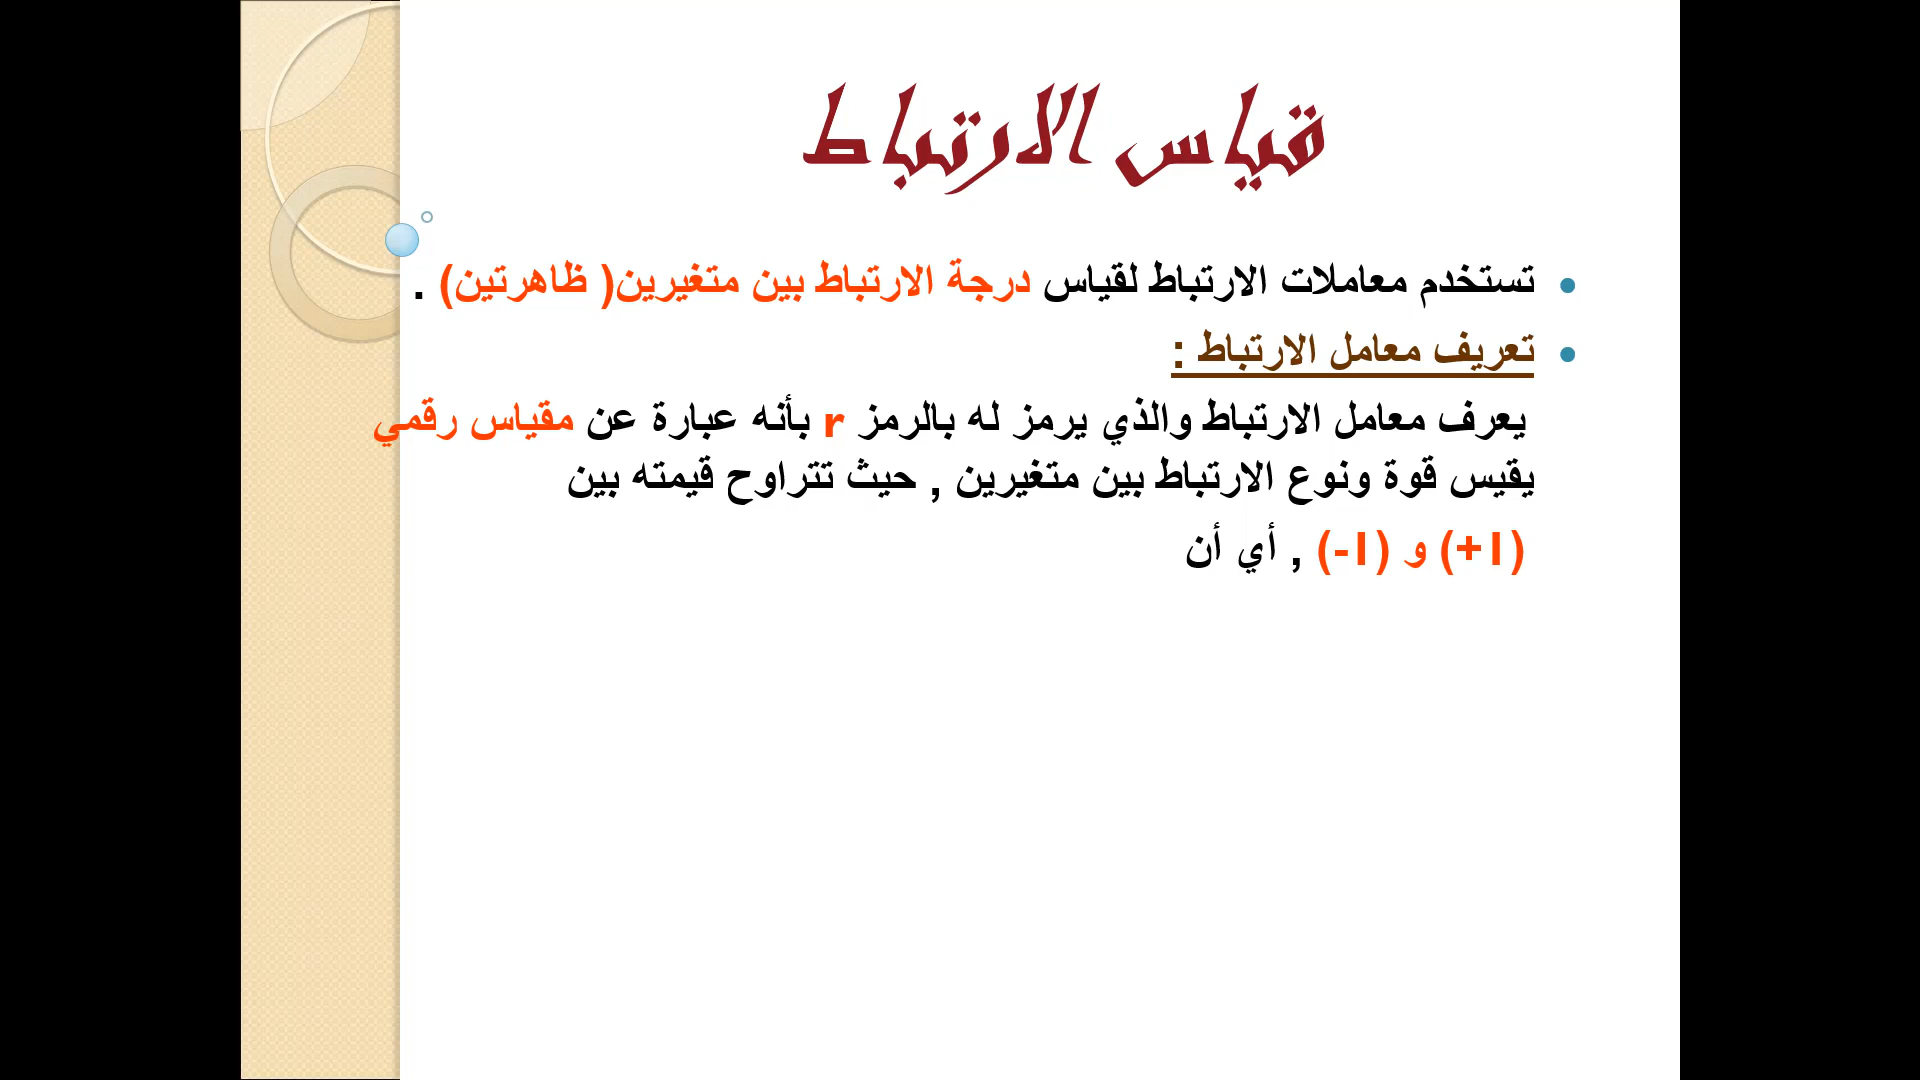 قياس الارتباط
تستخدم معاملات الارتباط لقياس درجة الارتباط بين متغيرين( ظاهرتين) .
تعريف معامل الارتباط :
يعرف معامل الارتباط والذي يرمز له بالرمز r بأنه عبارة عن مقياس رقمي
يقيس قوة ونوع الارتباط بين متغيرين , حيث تتراوح قيمته بين
(+1) و (-1) , أي أن